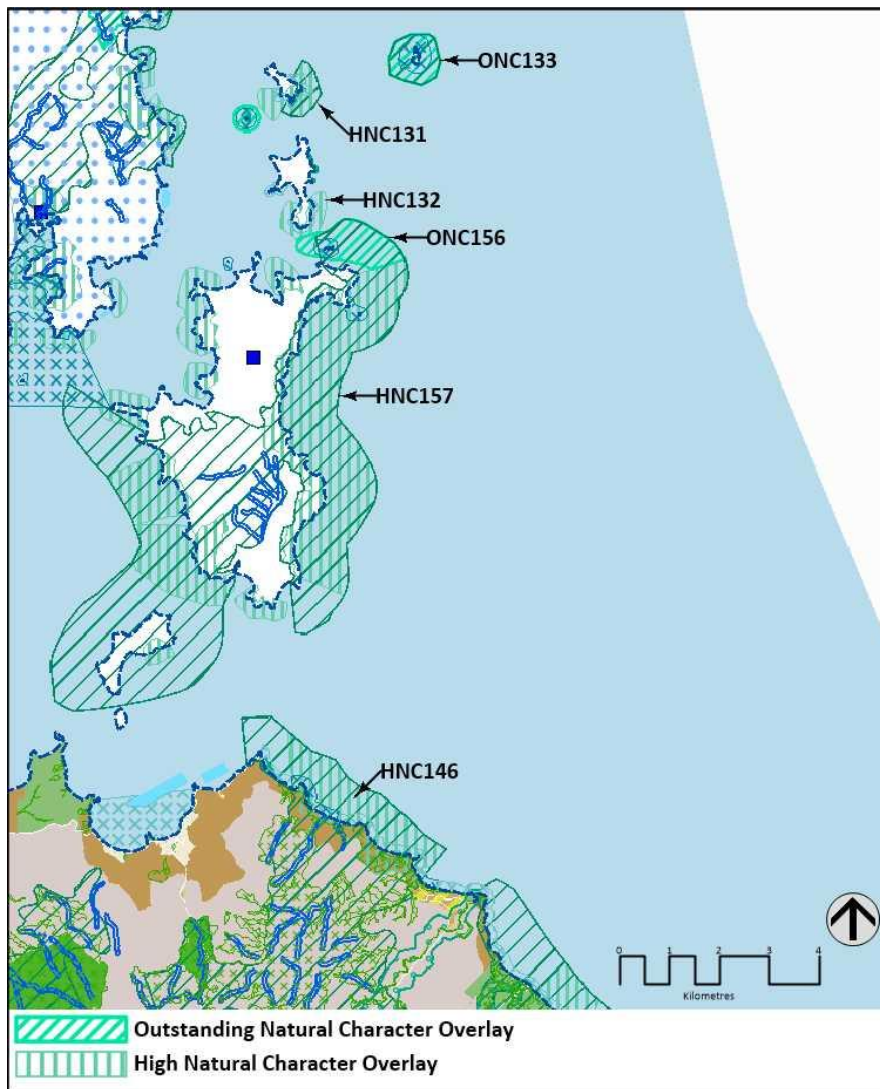 ONC133
HNC131
HNC132
ONC156
HNC157
HNC146
0 1 2 3 4
Kilometres
Outstanding Natural Character Overlay
High Natural Character Overlay